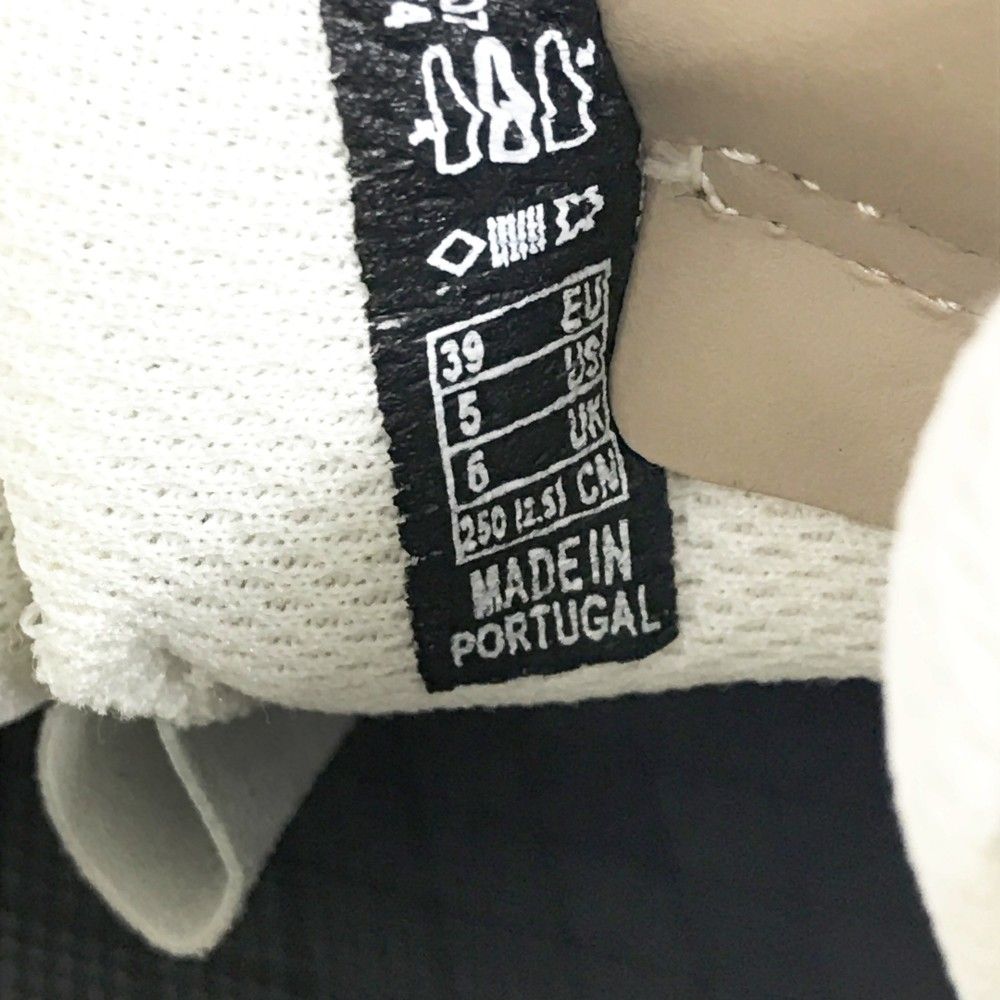 39 EU
5 US
6 UK
250 (2.5) CN
MADE IN
PORTUGAL